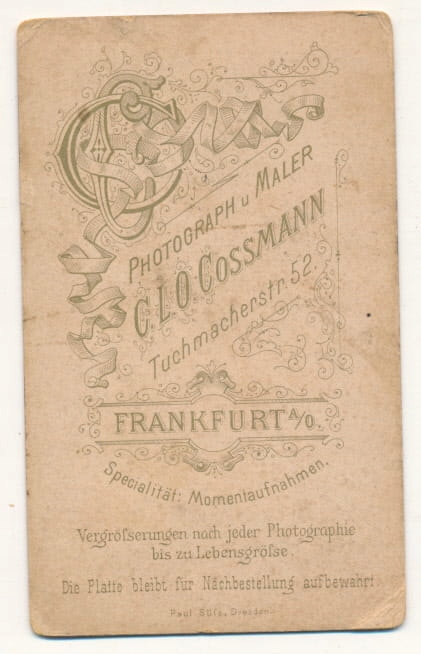 PHOTOGRAPH u MALER
C.L.O. COSSMANN
Tuchmacherstr. 52.
FRANKFURT A/O.
Specialität: Momentaufnahmen.
Vergröſserungen nach jeder Photographie
bis zu Lebensgröſse.
Die Platte bleibt für Nachbestellung aufbewahrt.
Paul Süſs, Dresden.